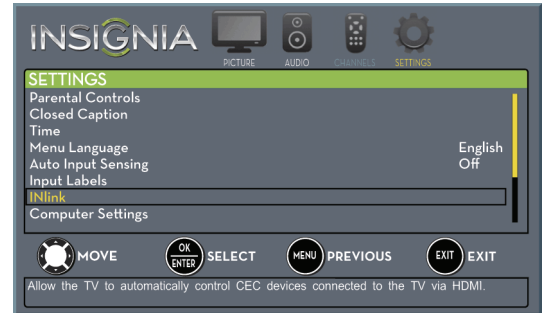 INSIGNIA
PICTURE AUDIO CHANNELS SETTINGS
SETTINGS
Parental Controls
Closed Caption
Time
Menu Language English
Auto Input Sensing Off
Input Labels
INlink
Computer Settings
MOVE OK ENTER SELECT MENU PREVIOUS EXIT EXIT
Allow the TV to automatically control CEC devices connected to the TV via HDMI.